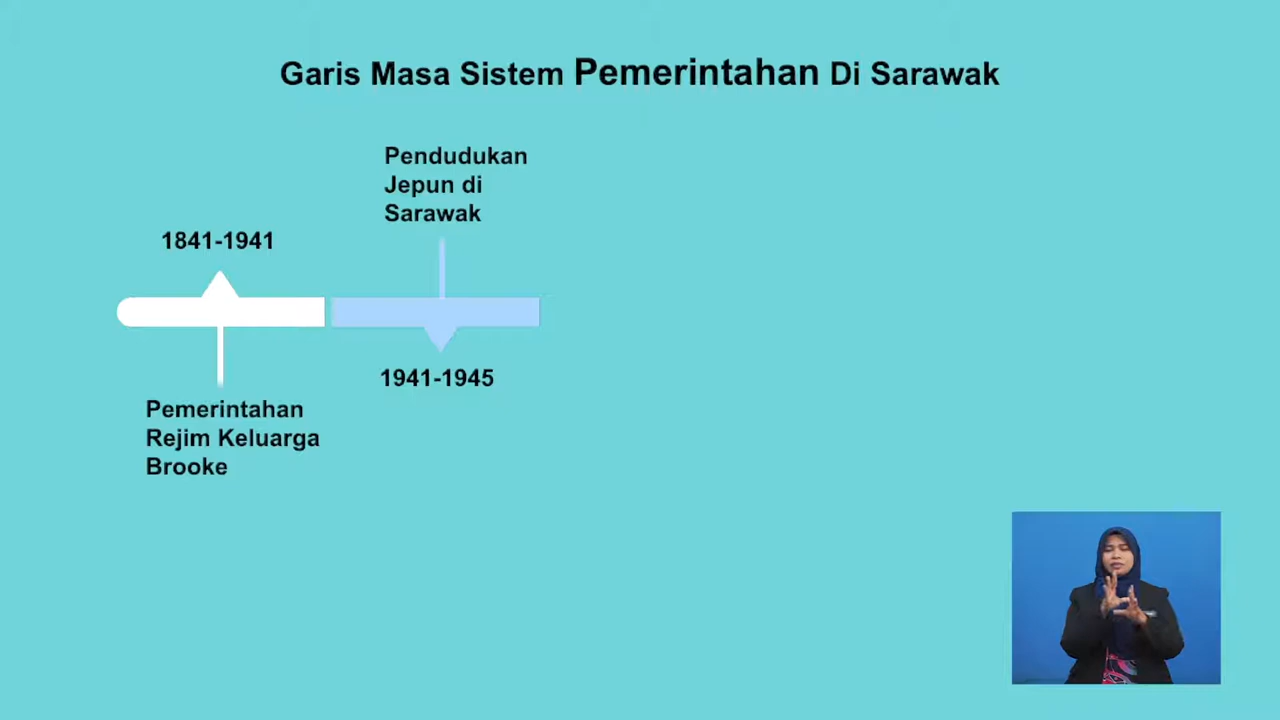 Garis Masa Sistem Pemerintahan Di Sarawak
1841-1941
Pemerintahan
Rejim Keluarga
Brooke
Pendudukan
Jepun di
Sarawak
1941-1945